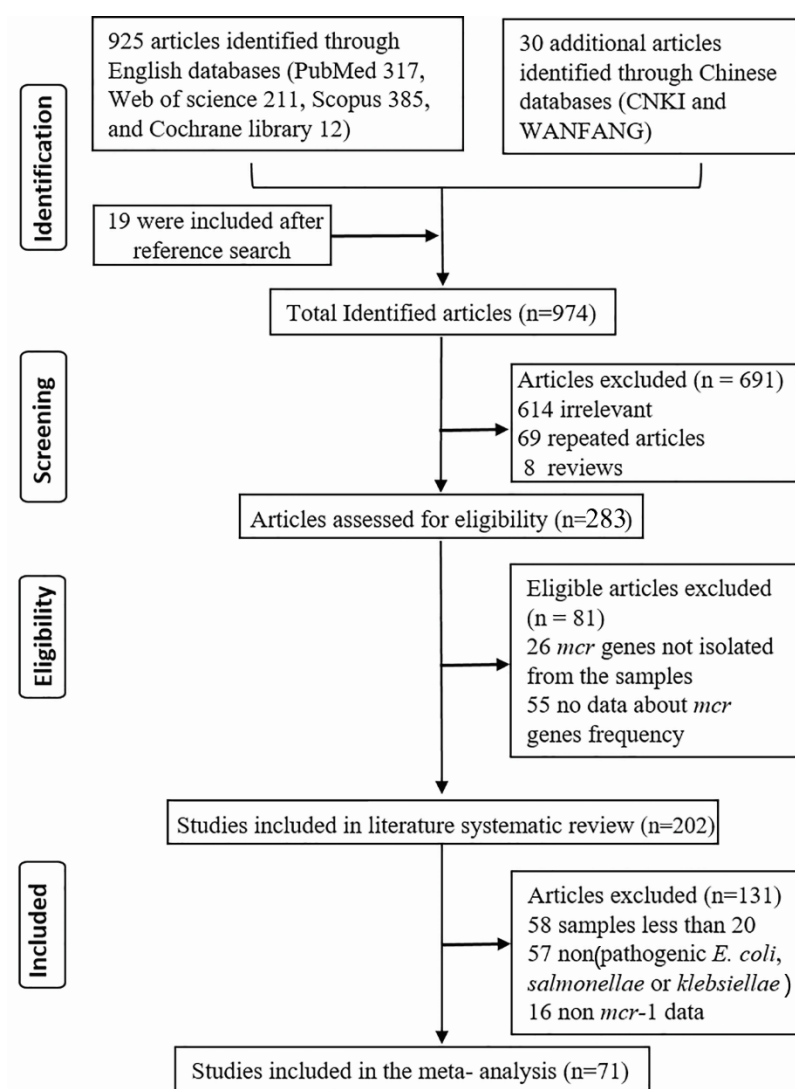 925 articles identified through
English databases (PubMed 317,
Web of science 211, Scopus 385,
and Cochrane library 12)
30 additional articles
identified through Chinese
databases (CNKI and
WANFANG)
Identification
19 were included after
reference search
Total Identified articles (n=974)
Screening
Articles excluded (n = 691)
614 irrelevant
69 repeated articles
8 reviews
Articles assessed for eligibility (n=283)
Eligibility
Eligible articles excluded
(n = 81)
26 mcr genes not isolated
from the samples
55 no data about mcr
genes frequency
Studies included in literature systematic review (n=202)
Included
Articles excluded (n=131)
58 samples less than 20
57 non(pathogenic E. coli,
salmonellae or klebsiellae)
16 non mcr-1 data
Studies included in the meta- analysis (n=71)